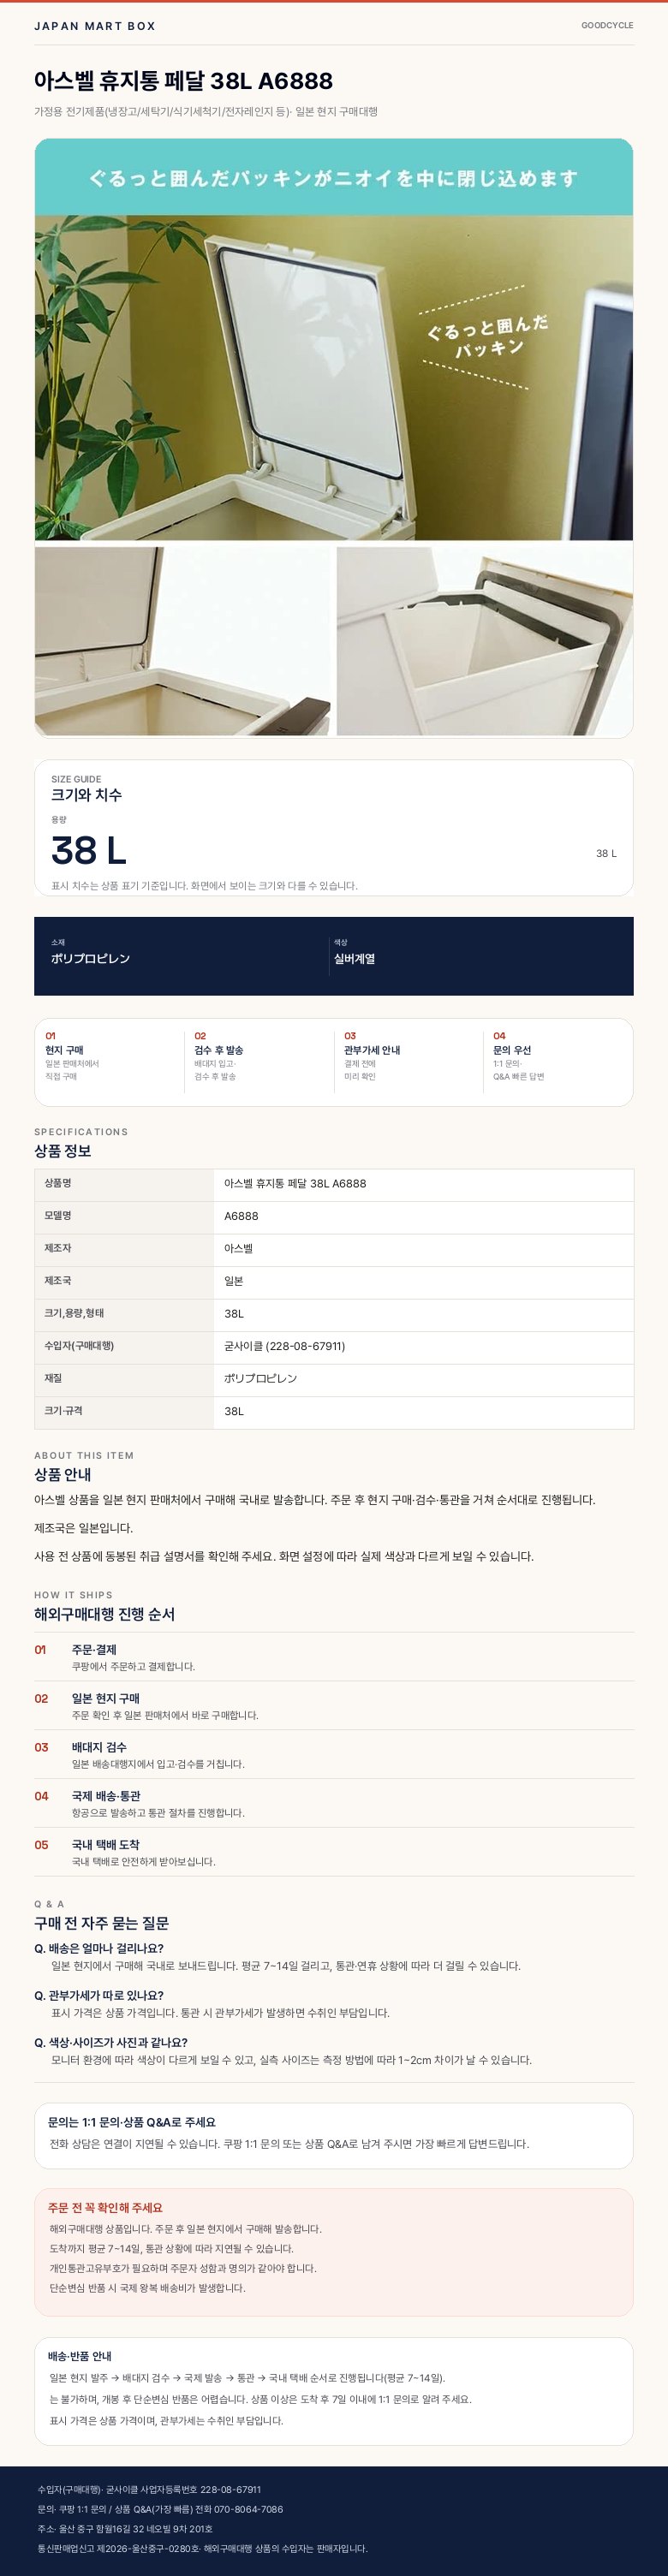 JAPAN MART BOX
GOODCYCLE
아스벨 휴지통 페달 38L A6888
가정용 전기제품(냉장고/세탁기/식기세척기/전자레인지 등)· 일본 현지 구매대행
ぐるっと囲んだパッキンがニオイを中に閉じ込めます
ぐるっと囲んだ
パッキン
SIZE GUIDE
크기와 치수
용량
38 L
38 L
표시 치수는 상품 표기 기준입니다. 화면에서 보이는 크기와 다를 수 있습니다.
소재
ポリプロピレン
색상
실버계열
01
현지 구매
일본 판매처에서
직접 구매
02
검수 후 발송
배대지 입고·
검수 후 발송
03
관부가세 안내
결제 전에
미리 확인
04
문의 우선
1:1 문의·
Q&A 빠른 답변
SPECIFICATIONS
상품 정보
상품명 아스벨 휴지통 페달 38L A6888
모델명 A6888
제조자 아스벨
제조국 일본
크기,용량,형태 38L
수입자(구매대행) 굳사이클 (228-08-67911)
재질 ポリプロピレン
크기·규격 38L
ABOUT THIS ITEM
상품 안내
아스벨 상품을 일본 현지 판매처에서 구매해 국내로 발송합니다. 주문 후 현지 구매·검수·통관을 거쳐 순서대로 진행됩니다.
제조국은 일본입니다.
사용 전 상품에 동봉된 취급 설명서를 확인해 주세요. 화면 설정에 따라 실제 색상과 다르게 보일 수 있습니다.
HOW IT SHIPS
해외구매대행 진행 순서
01 주문·결제
쿠팡에서 주문하고 결제합니다.
02 일본 현지 구매
주문 확인 후 일본 판매처에서 바로 구매합니다.
03 배대지 검수
일본 배송대행지에서 입고·검수를 거칩니다.
04 국제 배송·통관
항공으로 발송하고 통관 절차를 진행합니다.
05 국내 택배 도착
국내 택배로 안전하게 받아보십니다.
Q & A
구매 전 자주 묻는 질문
Q. 배송은 얼마나 걸리나요?
일본 현지에서 구매해 국내로 보내드립니다. 평균 7~14일 걸리고, 통관·연휴 상황에 따라 더 걸릴 수 있습니다.
Q. 관부가세가 따로 있나요?
표시 가격은 상품 가격입니다. 통관 시 관부가세가 발생하면 수취인 부담입니다.
Q. 색상·사이즈가 사진과 같나요?
모니터 환경에 따라 색상이 다르게 보일 수 있고, 실측 사이즈는 측정 방법에 따라 1~2cm 차이가 날 수 있습니다.
문의는 1:1 문의·상품 Q&A로 주세요
전화 상담은 연결이 지연될 수 있습니다. 쿠팡 1:1 문의 또는 상품 Q&A로 남겨 주시면 가장 빠르게 답변드립니다.
주문 전 꼭 확인해 주세요
해외구매대행 상품입니다. 주문 후 일본 현지에서 구매해 발송합니다.
도착까지 평균 7~14일, 통관 상황에 따라 지연될 수 있습니다.
개인통관고유부호가 필요하며 주문자 성함과 명의가 같아야 합니다.
단순변심 반품 시 국제 왕복 배송비가 발생합니다.
배송·반품 안내
일본 현지 발주 → 배대지 검수 → 국제 발송 → 통관 → 국내 택배 순서로 진행됩니다(평균 7~14일).
는 불가하며, 개봉 후 단순변심 반품은 어렵습니다. 상품 이상은 도착 후 7일 이내에 1:1 문의로 알려 주세요.
표시 가격은 상품 가격이며, 관부가세는 수취인 부담입니다.
수입자(구매대행)· 굳사이클 사업자등록번호 228-08-67911
문의· 쿠팡 1:1 문의 / 상품 Q&A(가장 빠름) 전화 070-8064-7086
주소· 울산 중구 함월16길 32 네오빌 9차 201호
통신판매업신고 제2026-울산중구-0280호· 해외구매대행 상품의 수입자는 판매자입니다.